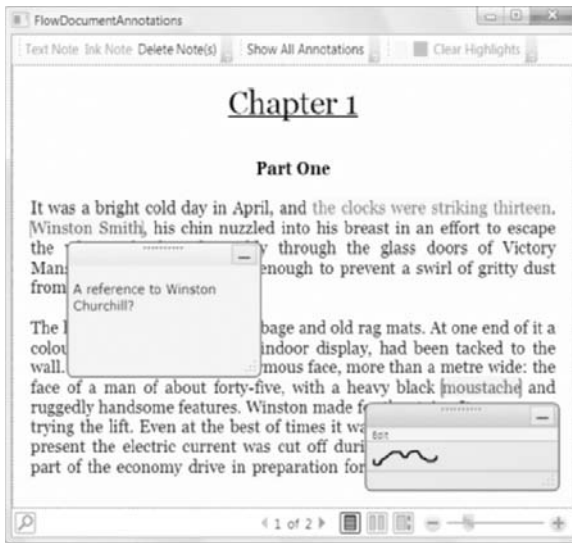 FlowDocumentAnnotations
Text Note Ink Note Delete Note(s) Show All Annotations Clear Highlights
Chapter 1
Part One
It was a bright cold day in April, and the clocks were striking thirteen.
Winston Smith, his chin nuzzled into his breast in an effort to escape
the through the glass doors of Victory
enough to prevent a swirl of gritty dust
from
A reference to Winston
Churchill?
The bage and old rag mats. At one end of it a
colou indoor display, had been tacked to the
wall. mous face, more than a metre wide: the
face of a man of about forty-five, with a heavy black moustache and
ruggedly handsome features. Winston made
trying the lift. Even at the best of times it wa
present the electric current was cut off duri
part of the economy drive in preparation for
Edit
1 of 2